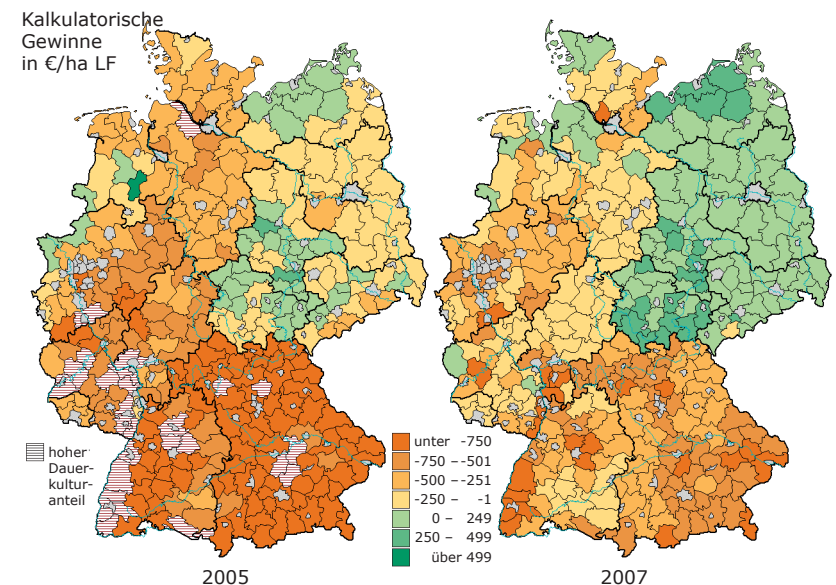 Kalkulatorische
Gewinne
in €/ha LF
hoher
Dauer-
kultur-
anteil
unter -750
-750 – -501
-500 – -251
-250 – -1
0 – 249
250 – 499
über 499
2005
2007